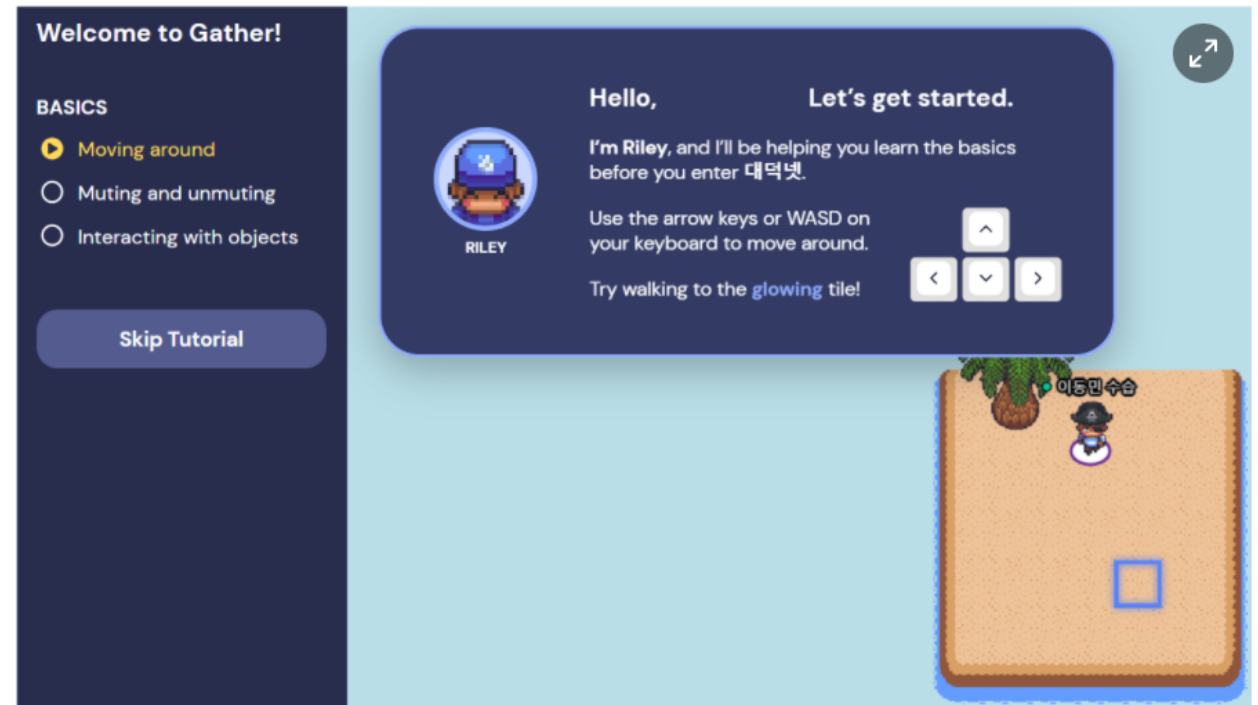 Welcome to Gather!
BASICS
Moving around
Muting and unmuting
Interacting with objects
Skip Tutorial
Hello, Let's get started.
I'm Riley, and I'll be helping you learn the basics
before you enter 대덕넷.
Use the arrow keys or WASD on
your keyboard to move around.
Try walking to the glowing tile!
RILEY
이동민 수습